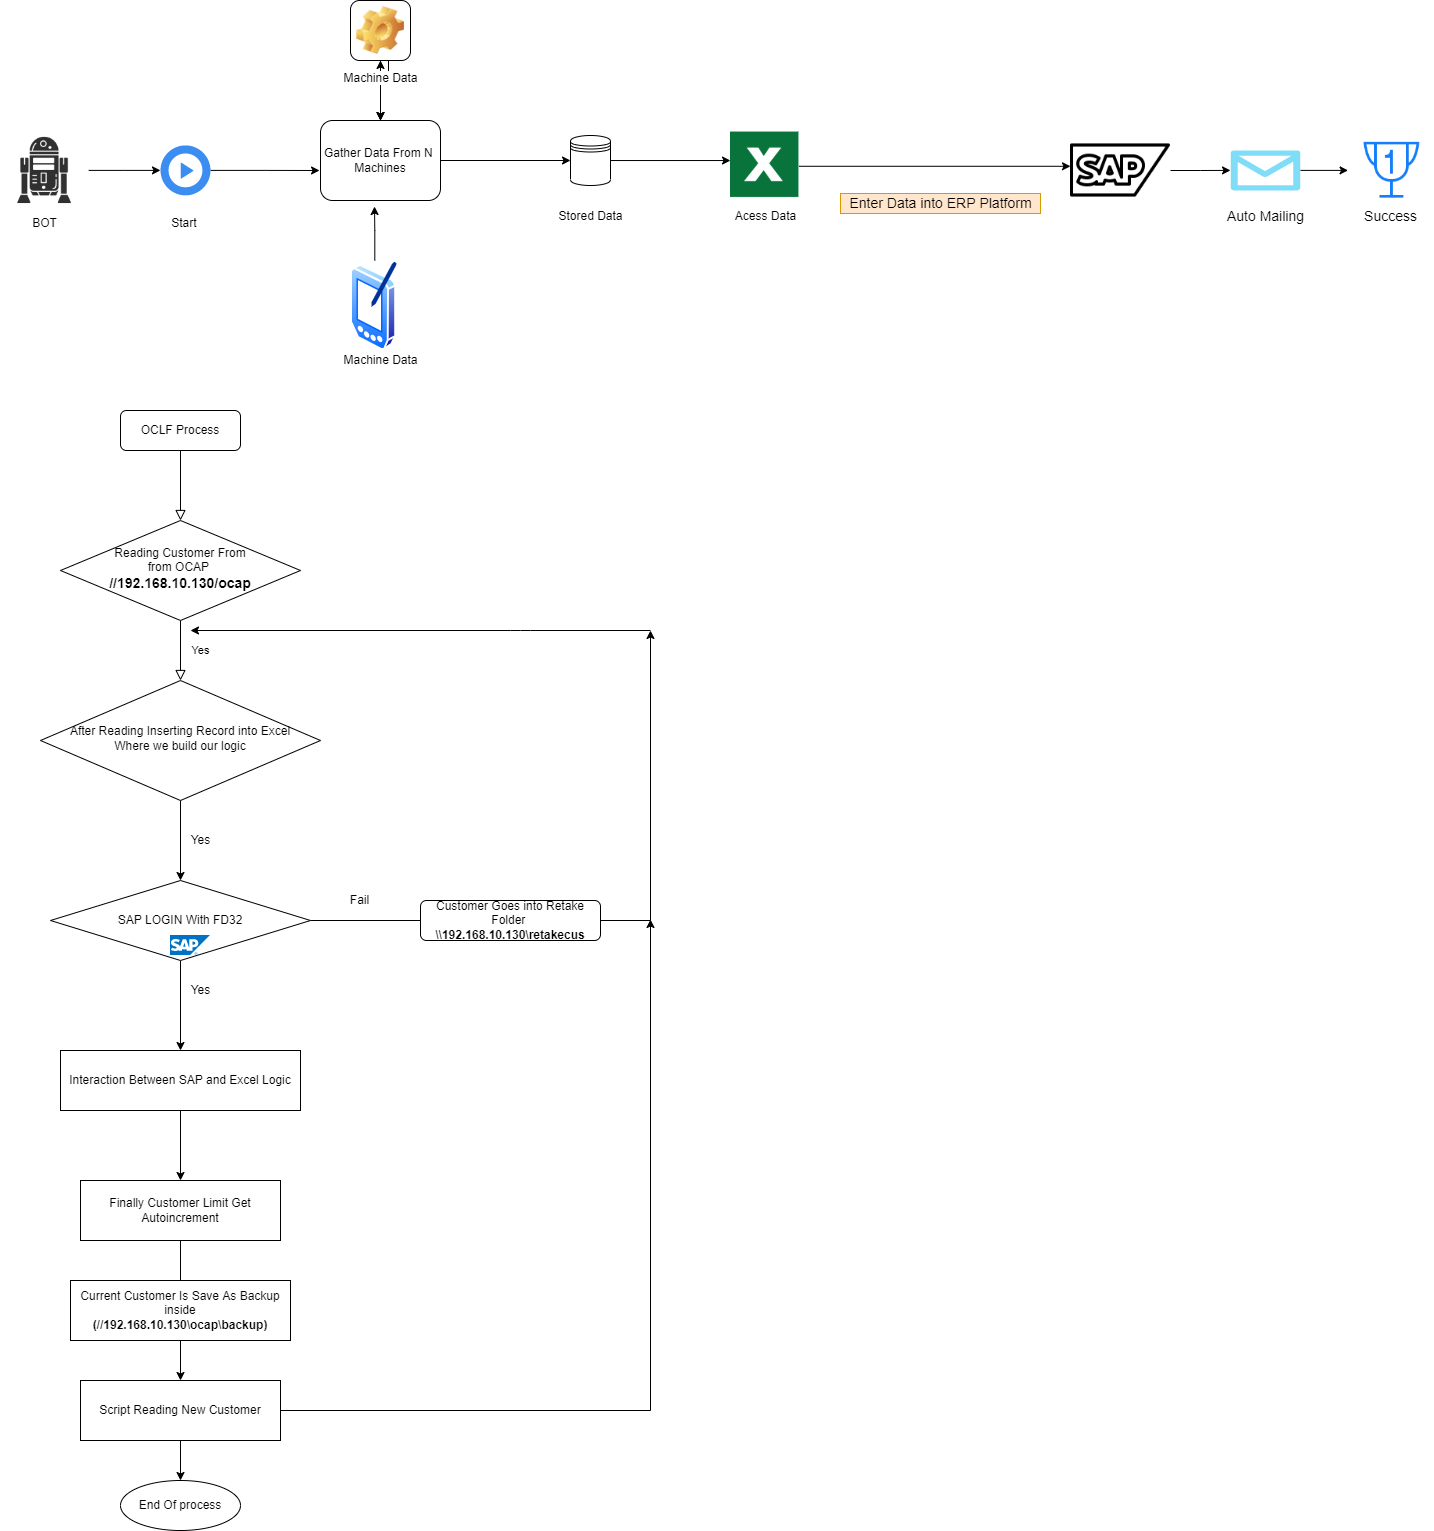 Machine Data
Gather Data From N
Machines
BOT
Start
Stored Data
X
Acess Data
Enter Data into ERP Platform
SAP
Auto Mailing
1
Success
Machine Data
OCLF Process
Reading Customer From
from OCAP
//192.168.10.130/ocap
Yes
After Reading Inserting Record into Excel
Where we build our logic
Yes
SAP LOGIN With FD32
SAP
Fail
Customer Goes into Retake
Folder
\\192.168.10.130\retakecus
Yes
Interaction Between SAP and Excel Logic
Finally Customer Limit Get
Autoincrement
Current Customer Is Save As Backup
inside
(//192.168.10.130\ocap\backup)
Script Reading New Customer
End Of process